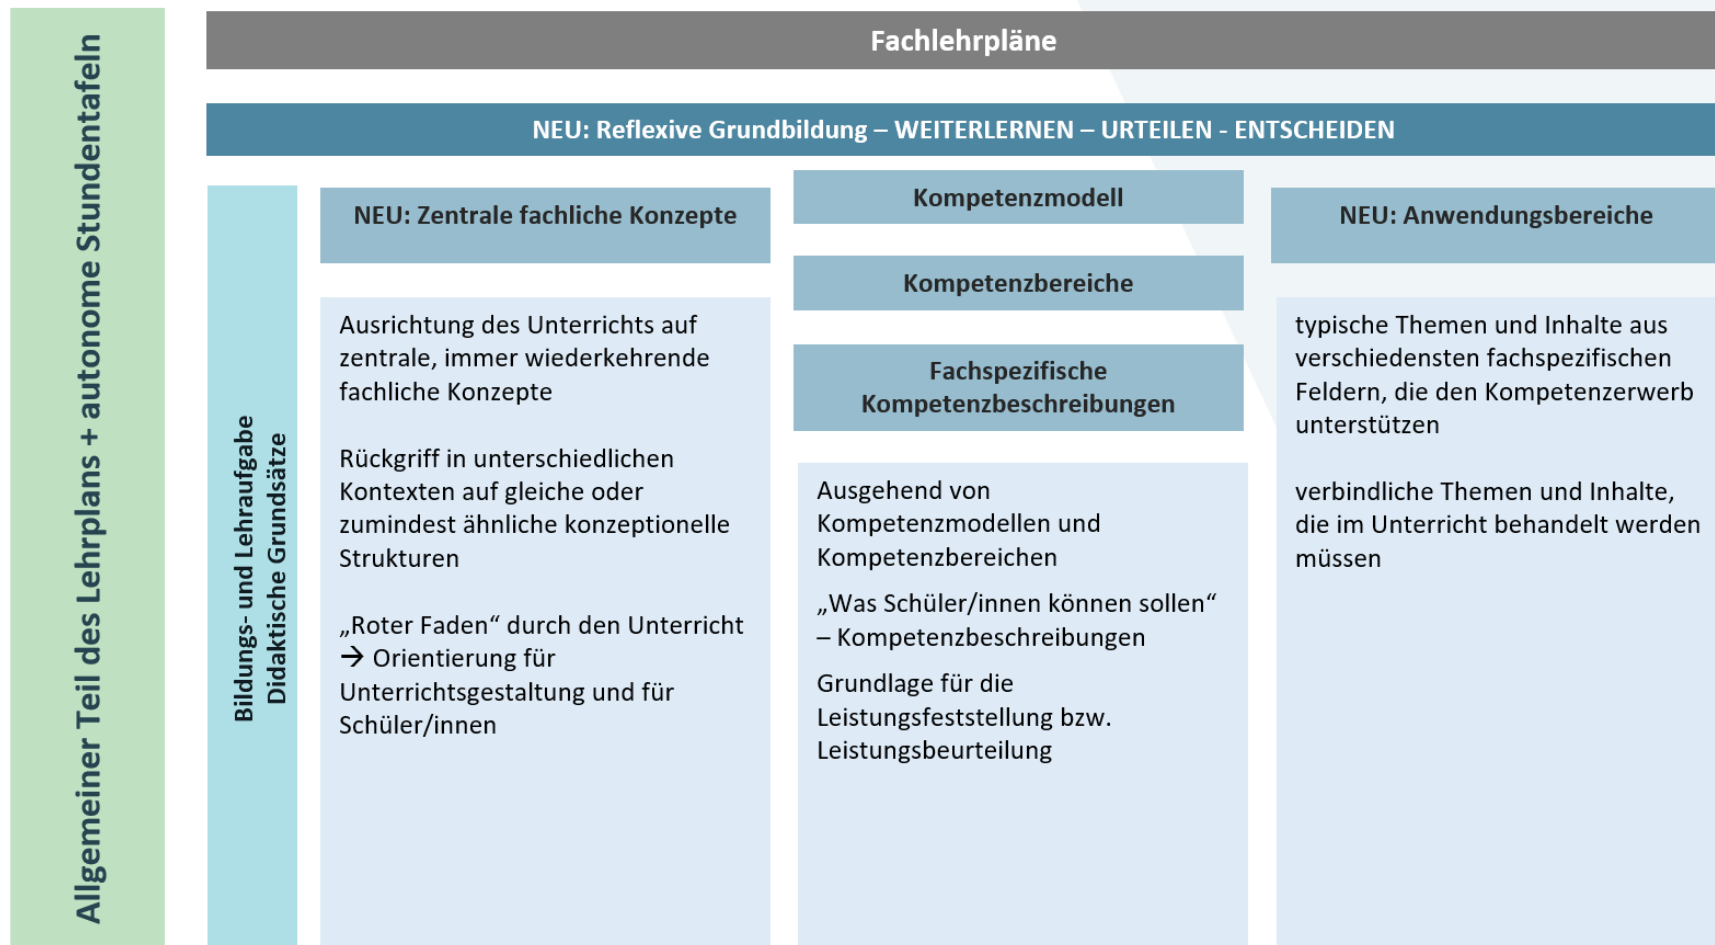 Allgemeiner Teil des Lehrplans + autonome Stundentafeln
Fachlehrpläne
NEU: Reflexive Grundbildung – WEITERLERNEN – URTEILEN - ENTSCHEIDEN
Bildungs- und Lehraufgabe
Didaktische Grundsätze
NEU: Zentrale fachliche Konzepte
Ausrichtung des Unterrichts auf
zentrale, immer wiederkehrende
fachliche Konzepte
Rückgriff in unterschiedlichen
Kontexten auf gleiche oder
zumindest ähnliche konzeptionelle
Strukturen
„Roter Faden“ durch den Unterricht
→ Orientierung für
Unterrichtsgestaltung und für
Schüler/innen
Kompetenzmodell
Kompetenzbereiche
Fachspezifische
Kompetenzbeschreibungen
Ausgehend von
Kompetenzmodellen und
Kompetenzbereichen
„Was Schüler/innen können sollen“
– Kompetenzbeschreibungen
Grundlage für die
Leistungsfeststellung bzw.
Leistungsbeurteilung
NEU: Anwendungsbereiche
typische Themen und Inhalte aus
verschiedensten fachspezifischen
Feldern, die den Kompetenzerwerb
unterstützen
verbindliche Themen und Inhalte,
die im Unterricht behandelt werden
müssen